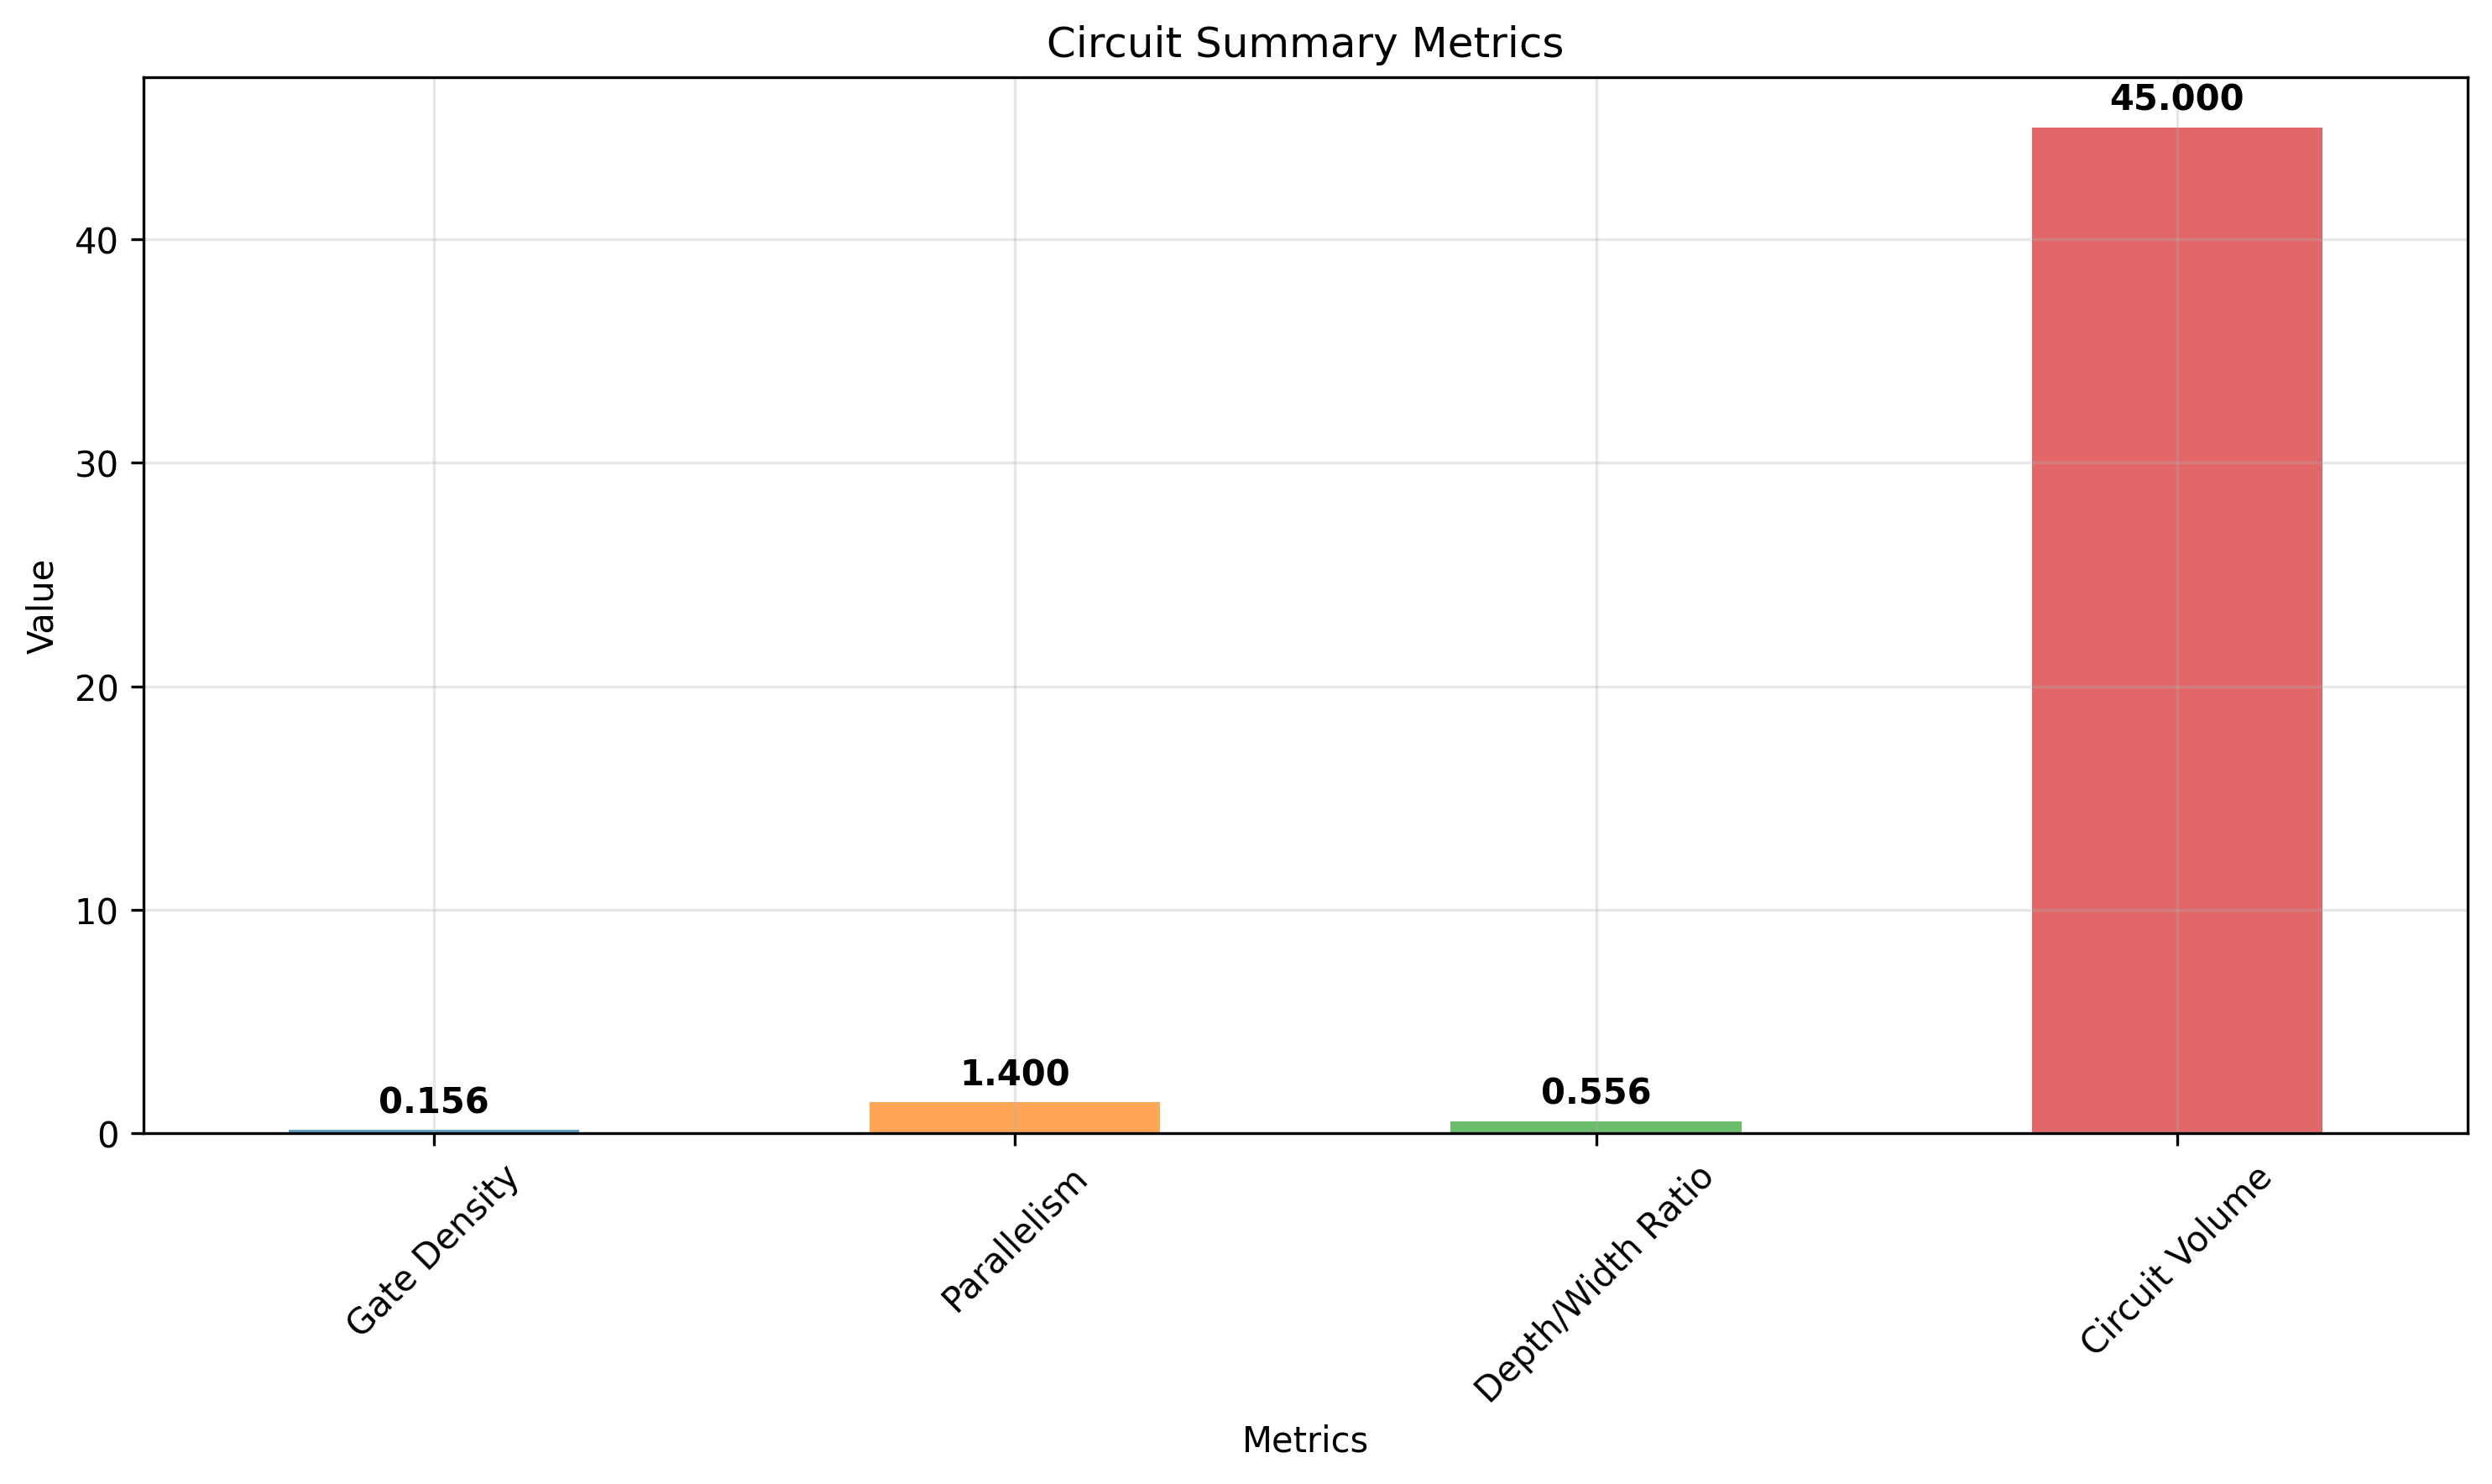 Circuit Summary Metrics
45.000
40
30
20
10
0
Value
0.156
1.400
0.556
Gate Density
Parallelism
Depth/Width Ratio
Circuit Volume
Metrics